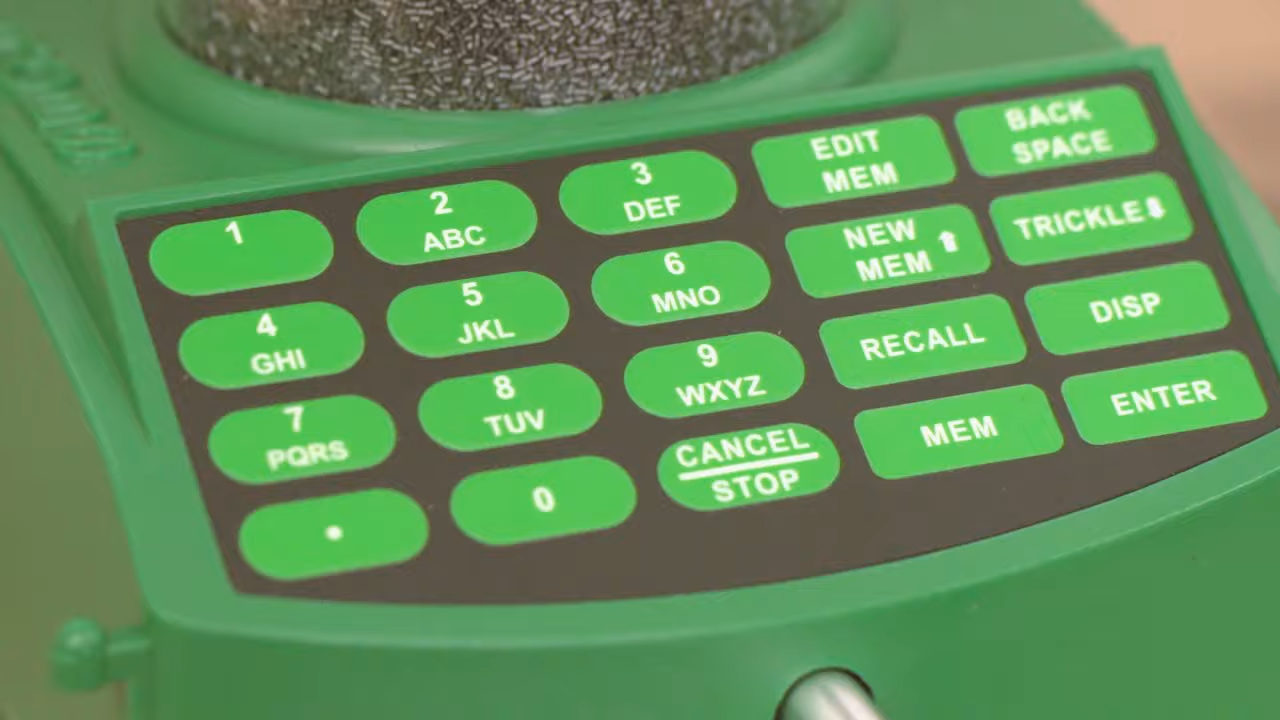 1
2
ABC
3
DEF
EDIT
MEM
BACK
SPACE
4
GHI
5
JKL
6
MNO
NEW
MEM ⬆
TRICKLE⬇
7
PQRS
8
TUV
9
WXYZ
RECALL
DISP
.
0
CANCEL
STOP
MEM
ENTER